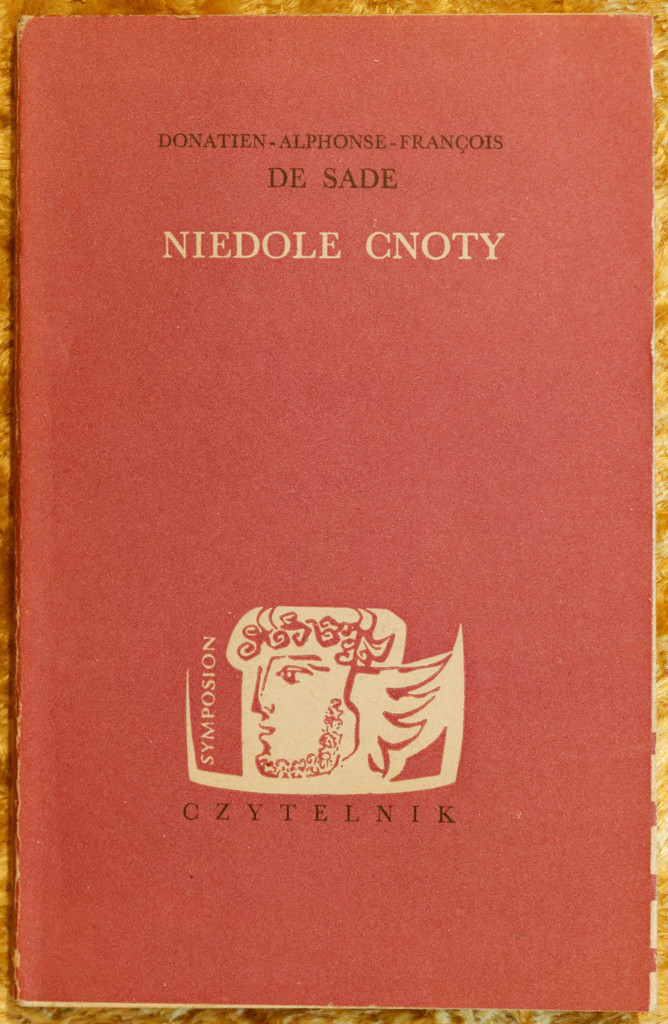 DONATIEN-ALPHONSE-FRANÇOIS
DE SADE
NIEDOLE CNOTY
SYMPOSION
CZYTELNIK